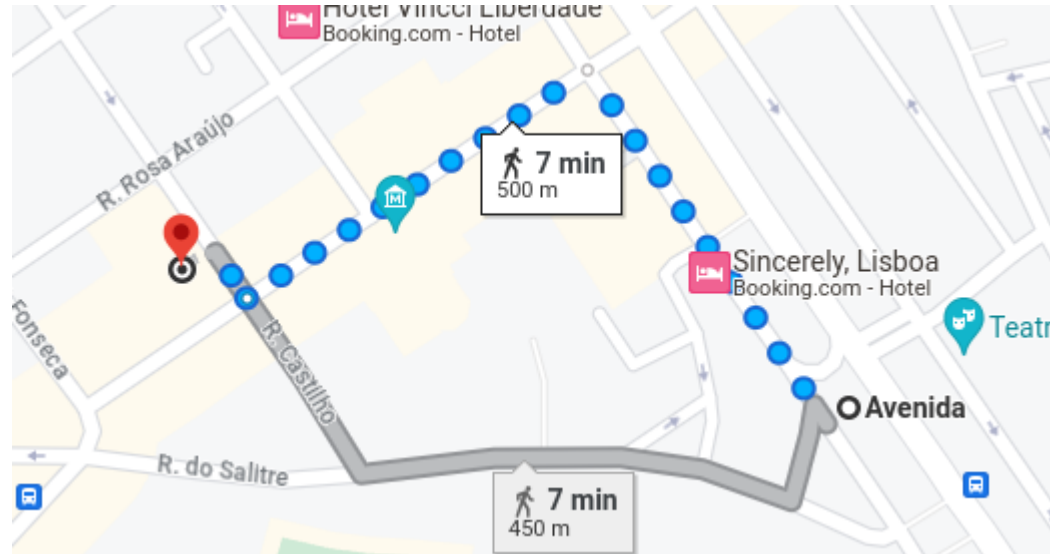 Hotel Vincci Liberdade
Booking.com - Hotel
R. Rosa Araújo
7 min
500 m
M
Sincerely, Lisboa
Booking.com - Hotel
Teatr
Fonseca
R. Castilho
Avenida
R. do Salitre
7 min
450 m